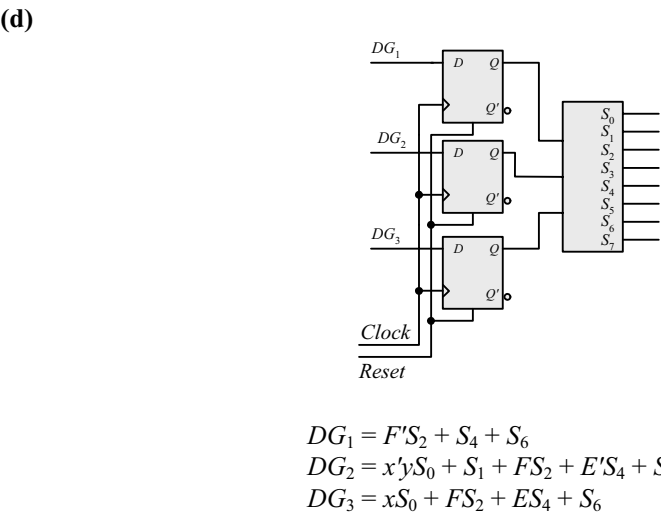 (d)
DG₁
D Q
Q'
DG₂
D Q
Q'
DG₃
D Q
Q'
S₀
S₁
S₂
S₃
S₄
S₅
S₆
S₇
Clock
Reset
DG₁ = F'S₂ + S₄ + S₆
DG₂ = x'yS₀ + S₁ + FS₂ + E'S₄ + S
DG₃ = xS₀ + FS₂ + ES₄ + S₆